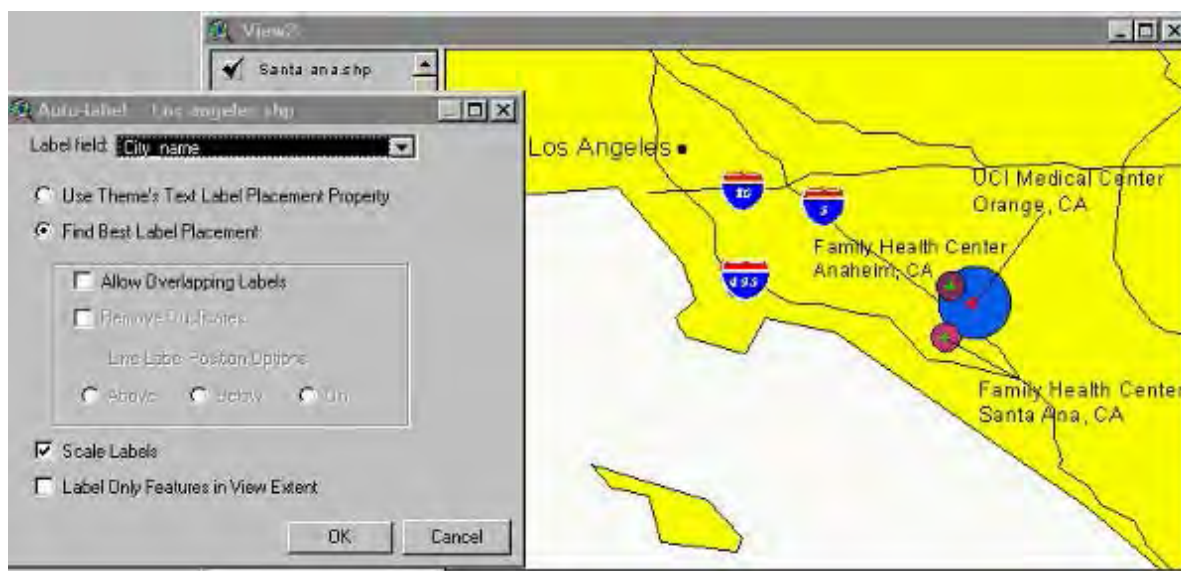 View2
Santa ana.shp
Auto-label Los angeles.shp
Label field: City_name
Use Theme's Text Label Placement Property
Find Best Label Placement
Allow Overlapping Labels
Remove Duplicates
Line Label Position Options
Above Below On
Scale Labels
Label Only Features in View Extent
OK Cancel
Los Angeles
10
5
495
UCI Medical Center
Orange, CA
Family Health Center
Anaheim, CA
Family Health Center
Santa Ana, CA